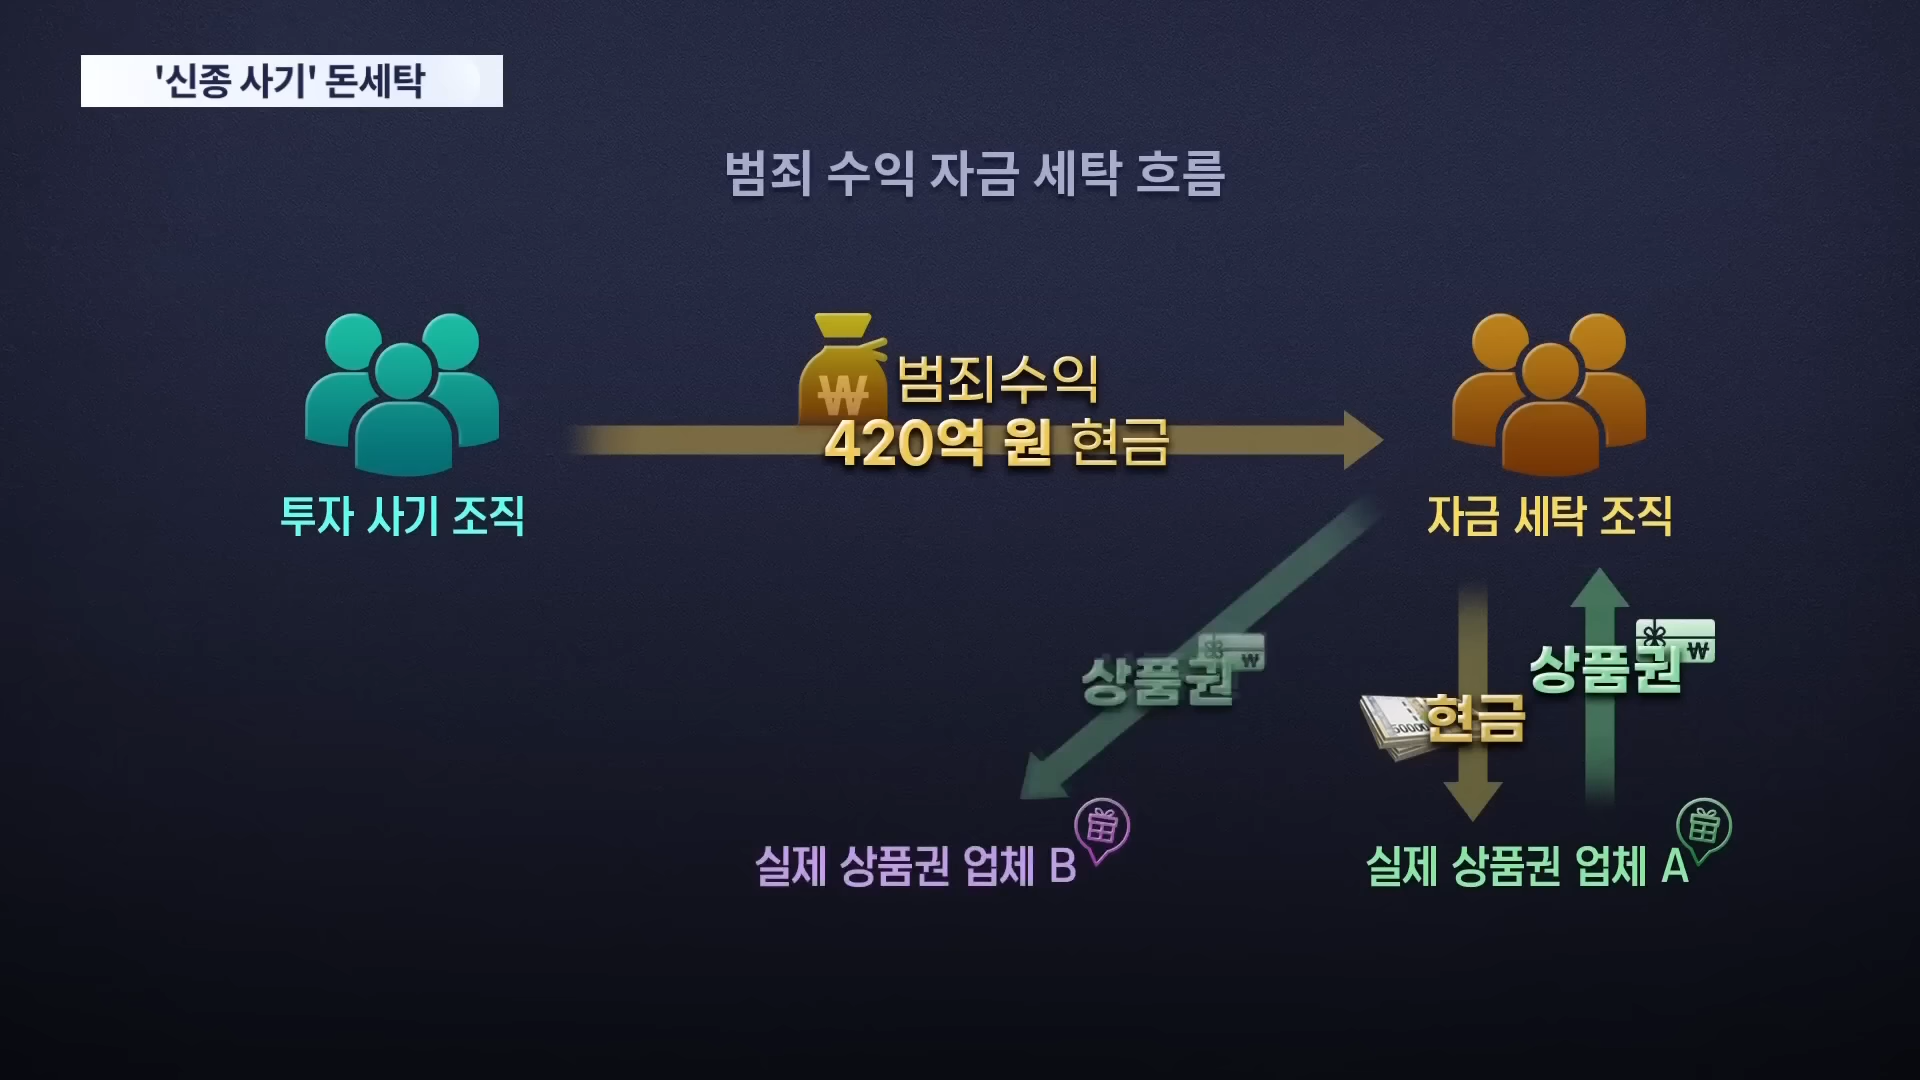 '신종 사기' 돈세탁
범죄 수익 자금 세탁 흐름
₩
범죄수익
420억 원 현금
투자 사기 조직
자금 세탁 조직
₩
상품권
₩
상품권
50000
현금
실제 상품권 업체 B
실제 상품권 업체 A